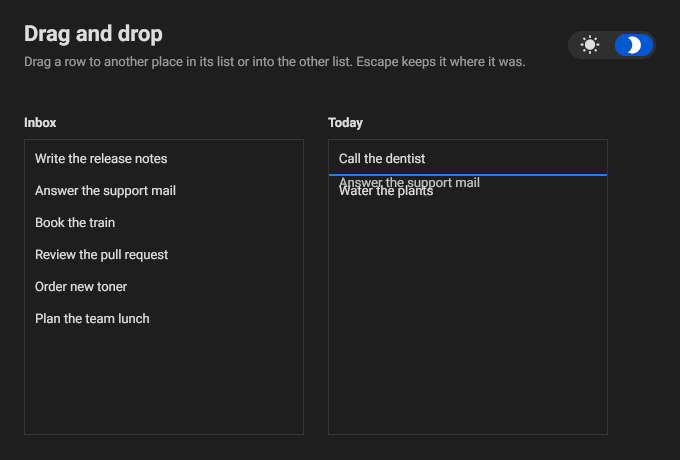 Drag and drop
Drag a row to another place in its list or into the other list. Escape keeps it where it was.
Inbox
Write the release notes
Answer the support mail
Book the train
Review the pull request
Order new toner
Plan the team lunch
Today
Call the dentist
Answer the support mail
Water the plants